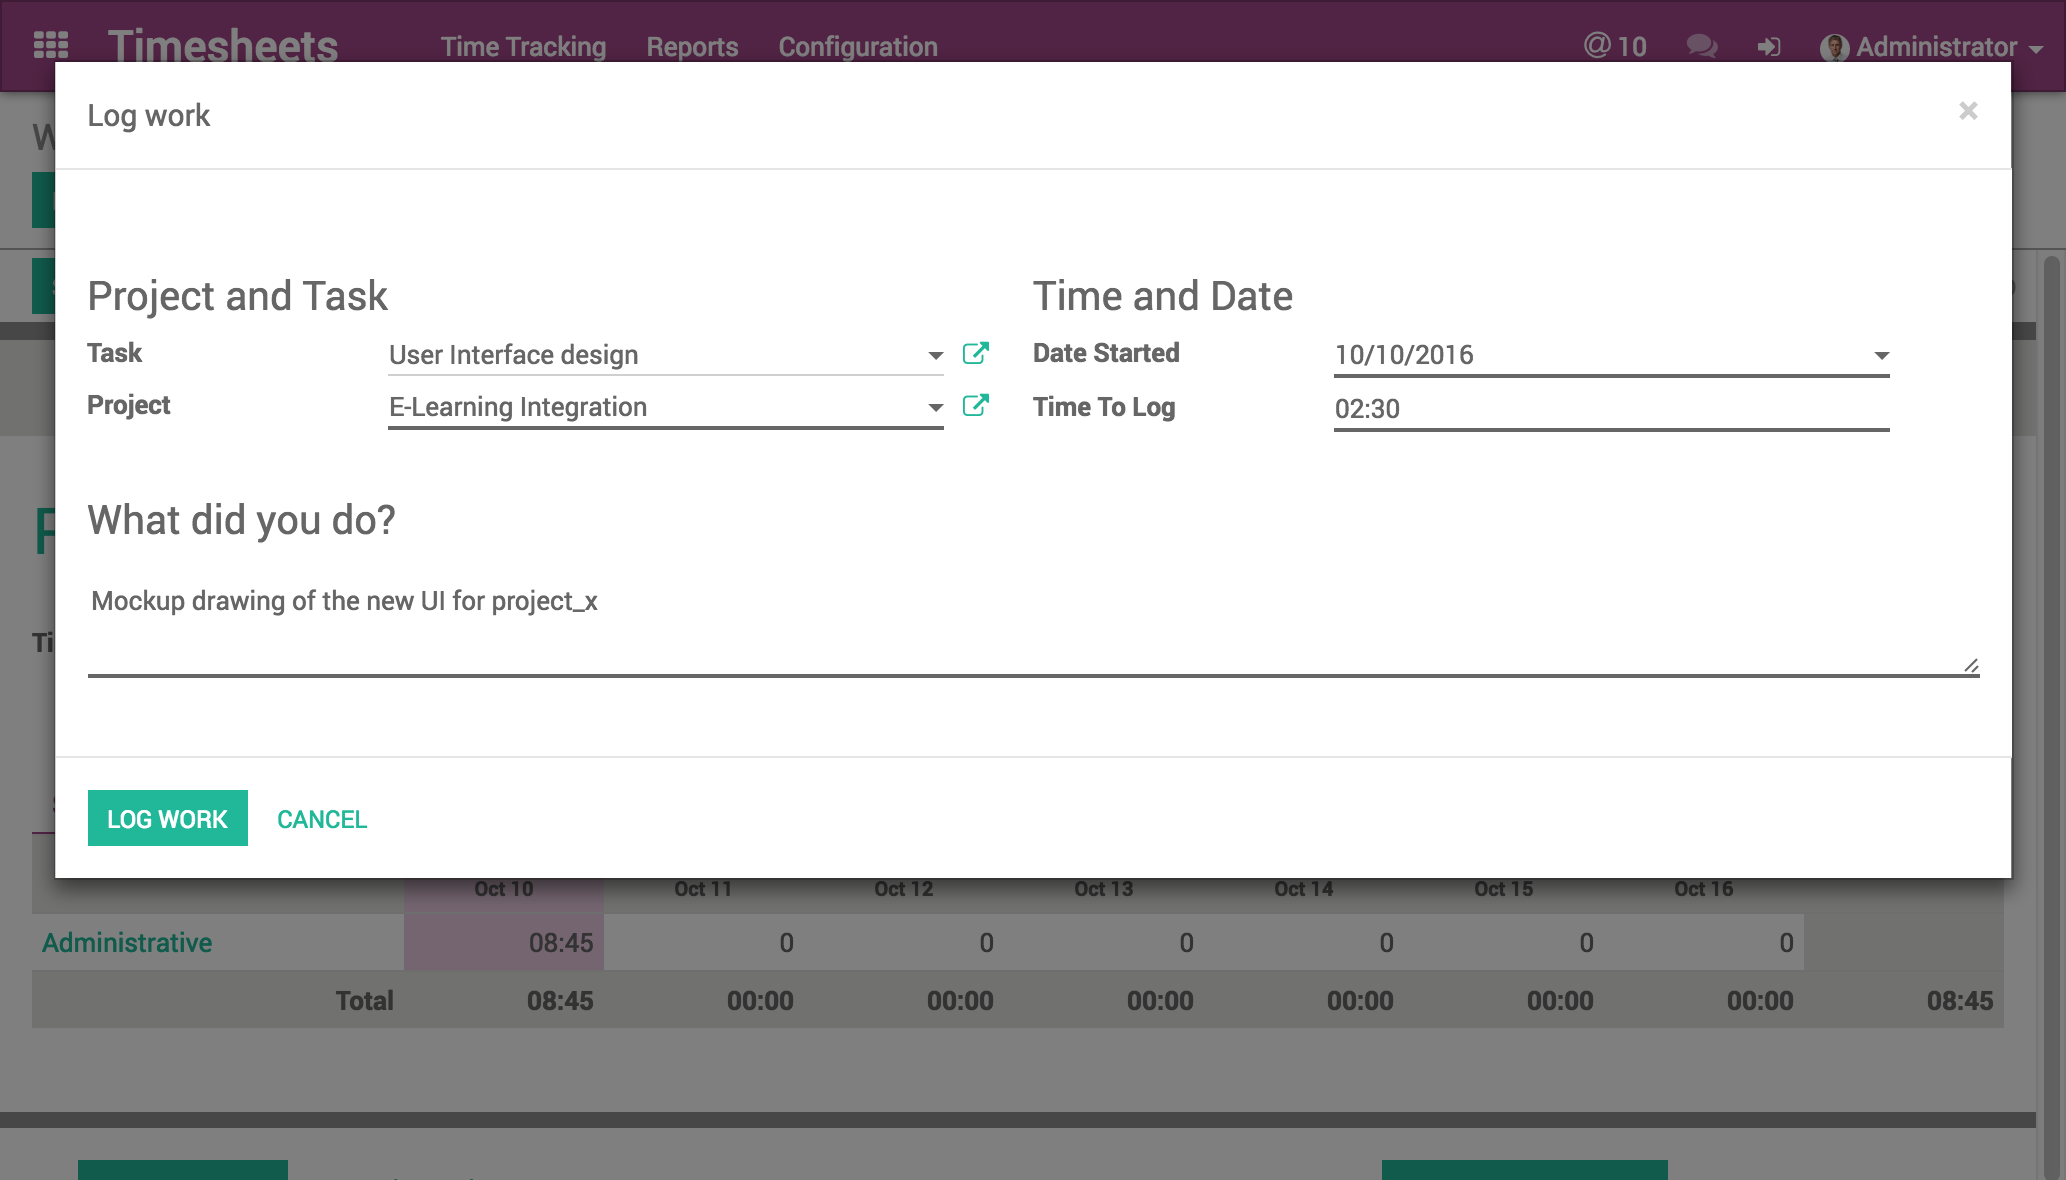 Timesheets Time Tracking Reports Configuration @ 10 Administrator
Log work ×
Project and Task Time and Date
Task User Interface design Date Started 10/10/2016
Project E-Learning Integration Time To Log 02:30
What did you do?
Mockup drawing of the new UI for project_x
LOG WORK CANCEL
Oct 10 Oct 11 Oct 12 Oct 13 Oct 14 Oct 15 Oct 16
Administrative 08:45 0 0 0 0 0 0
Total 08:45 00:00 00:00 00:00 00:00 00:00 00:00 08:45